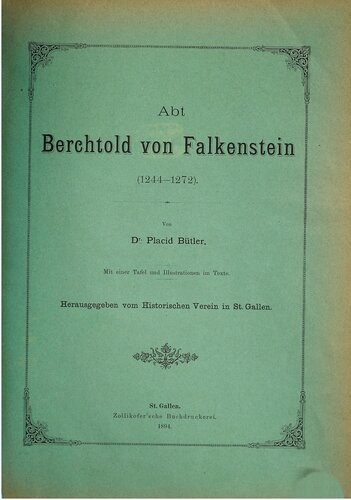 Abt
Berchtold von Falkenstein
(1244—1272).
Von
Dr Placid Bütler.
Mit einer Tafel und Illustrationen im Texte.
Herausgegeben vom Historischen Verein in St. Gallen.
St. Gallen.
Zollikofer'sche Buchdruckerei.
1894.